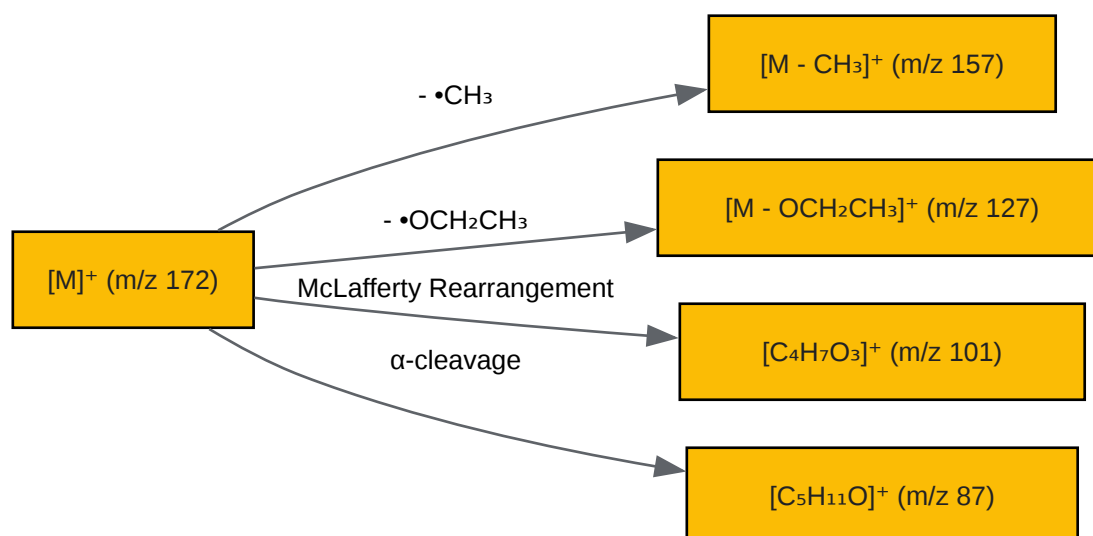 - •CH₃
[M - CH₃]⁺ (m/z 157)
- •OCH₂CH₃
[M - OCH₂CH₃]⁺ (m/z 127)
[M]⁺ (m/z 172)
McLafferty Rearrangement
[C₄H₇O₃]⁺ (m/z 101)
α-cleavage
[C₅H₁₁O]⁺ (m/z 87)